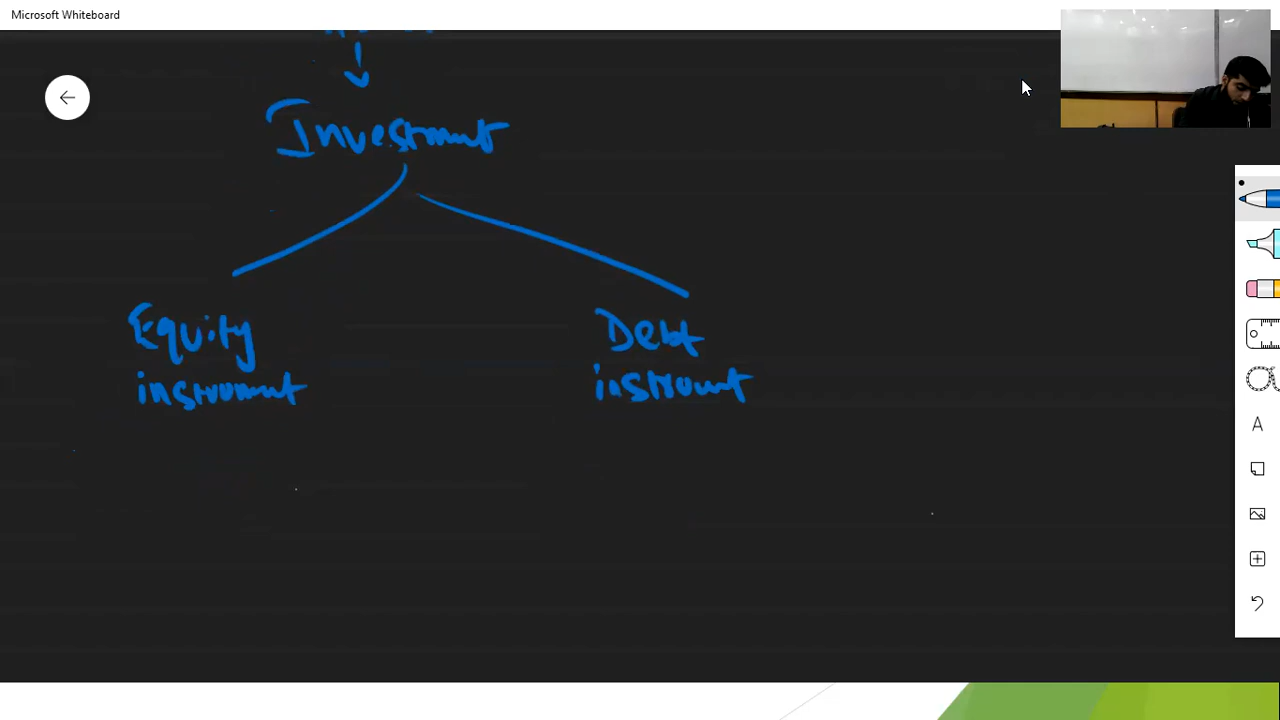 Microsoft Whiteboard
Investment
Equity
instrument
Debt
instrument
A